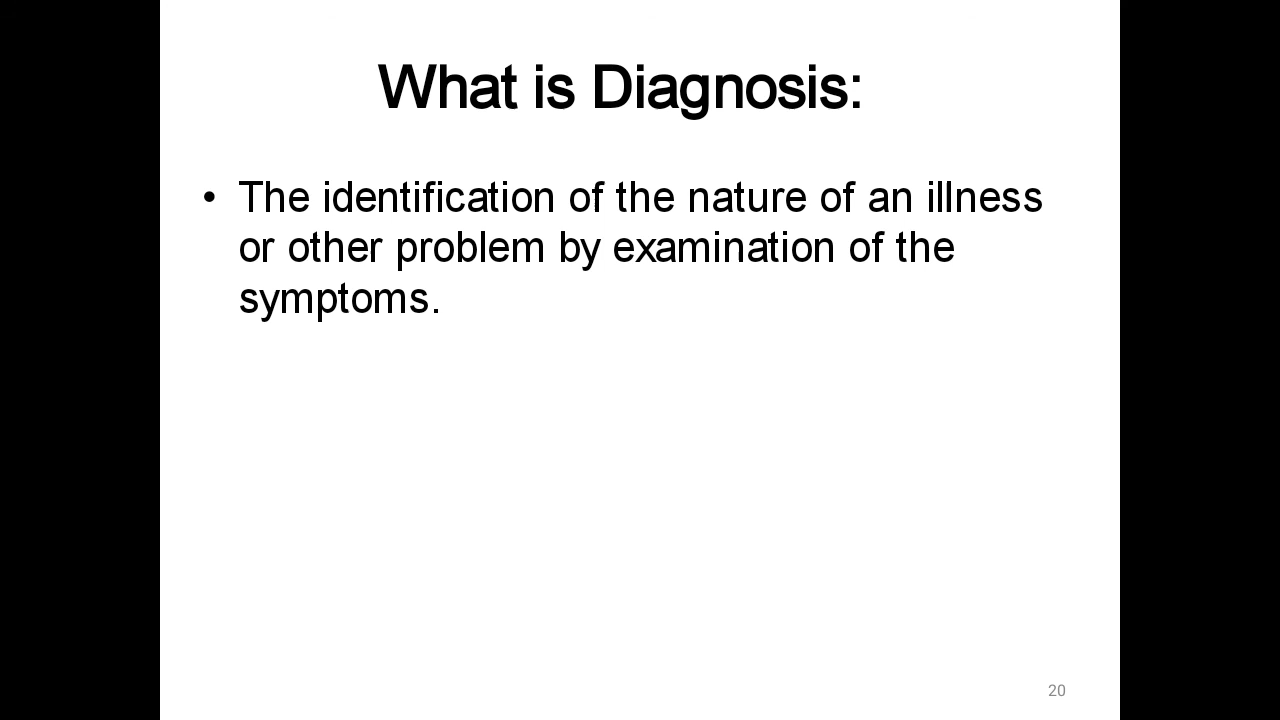 What is Diagnosis:
• The identification of the nature of an illness
or other problem by examination of the
symptoms.
20